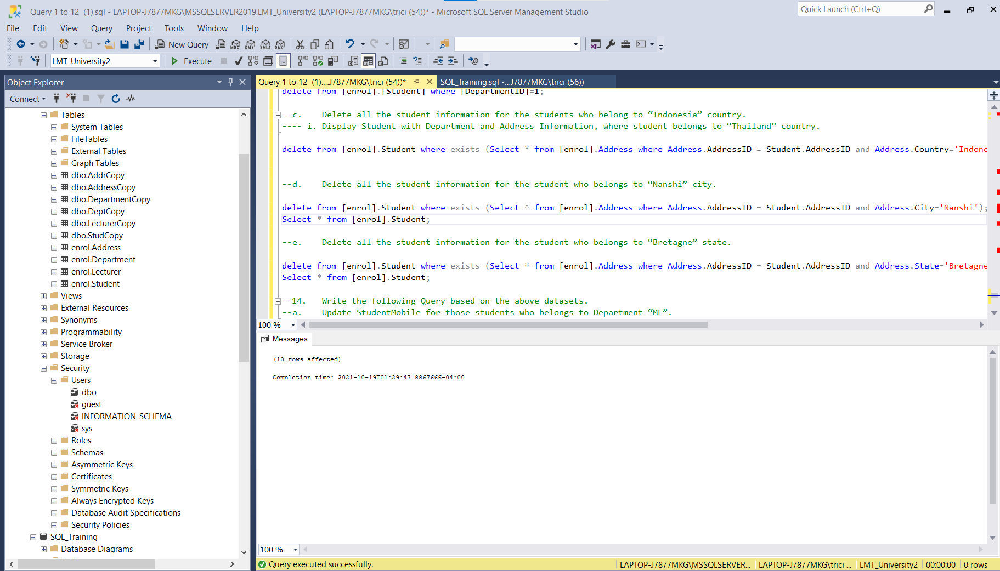 Query 1 to 12  (1).sql - LAPTOP-J7877MKG\MSSQLSERVER2019.LMT_University2 (LAPTOP-J7877MKG\trici (54))* - Microsoft SQL Server Management Studio
Quick Launch (Ctrl+Q)
File Edit View Query Project Tools Window Help
New Query MDX DMX XMLA DAX
LMT_University2 Execute
Object Explorer
Connect
Tables
System Tables
FileTables
External Tables
Graph Tables
dbo.AddrCopy
dbo.AddressCopy
dbo.DepartmentCopy
dbo.DeptCopy
dbo.LecturerCopy
dbo.StudCopy
enrol.Address
enrol.Department
enrol.Lecturer
enrol.Student
Views
External Resources
Synonyms
Programmability
Service Broker
Storage
Security
Users
dbo
guest
INFORMATION_SCHEMA
sys
Roles
Schemas
Asymmetric Keys
Certificates
Symmetric Keys
Always Encrypted Keys
Database Audit Specifications
Security Policies
SQL_Training
Database Diagrams
Query 1 to 12  (1)....J7877MKG\trici (54))*
SQL_Training.sql -...J7877MKG\trici (56))
delete from [enrol].[Student] where [DepartmentID]=1;
--c.    Delete all the student information for the students who belong to “Indonesia” country.
---- i. Display Student with Department and Address Information, where student belongs to “Thailand” country.
delete from [enrol].Student where exists (Select * from [enrol].Address where Address.AddressID = Student.AddressID and Address.Country='Indone
--d.    Delete all the student information for the student who belongs to “Nanshi” city.
delete from [enrol].Student where exists (Select * from [enrol].Address where Address.AddressID = Student.AddressID and Address.City='Nanshi');
Select * from [enrol].Student;
--e.    Delete all the student information for the student who belongs to “Bretagne” state.
delete from [enrol].Student where exists (Select * from [enrol].Address where Address.AddressID = Student.AddressID and Address.State='Bretagne
Select * from [enrol].Student;
--14.   Write the following Query based on the above datasets.
--a.    Update StudentMobile for those students who belongs to Department “ME”.
100 %
Messages
(10 rows affected)
Completion time: 2021-10-19T01:29:47.8867666-04:00
100 %
Query executed successfully.
LAPTOP-J7877MKG\MSSQLSERVER... LAPTOP-J7877MKG\trici ... LMT_University2 00:00:00 0 rows